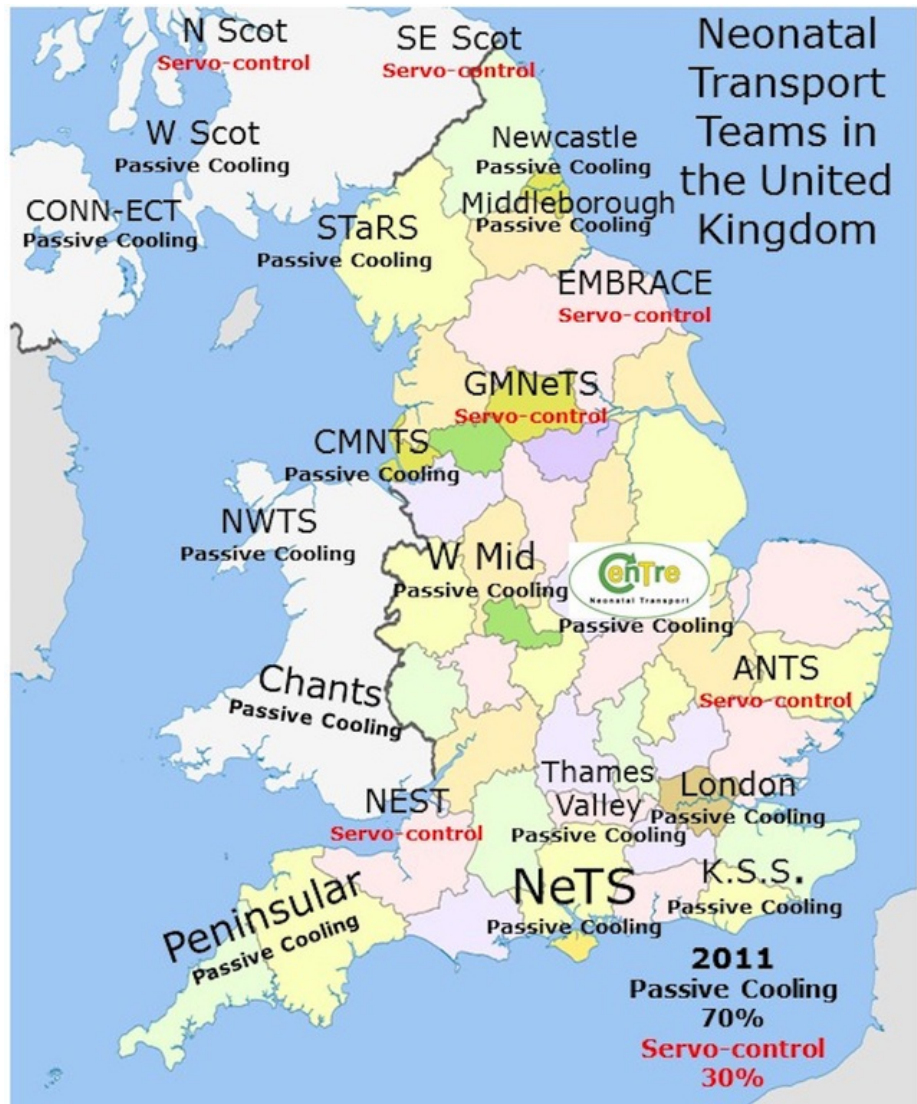 N Scot
Servo-control
SE Scot
Servo-control
Neonatal
Transport
Teams in
the United
Kingdom
W Scot
Passive Cooling
Newcastle
Passive Cooling
CONN-ECT
Passive Cooling
STaRS
Passive Cooling
Middleborough
Passive Cooling
EMBRACE
Servo-control
GMNeTS
Servo-control
CMNTS
Passive Cooling
NWTS
Passive Cooling
W Mid
Passive Cooling
CenTre
Neonatal Transport
Passive Cooling
ANTS
Servo-control
Chants
Passive Cooling
Thames
Valley
Passive Cooling
London
Passive Cooling
NEST
Servo-control
K.S.S.
Passive Cooling
NeTS
Passive Cooling
Peninsular
Passive Cooling
2011
Passive Cooling
70%
Servo-control
30%